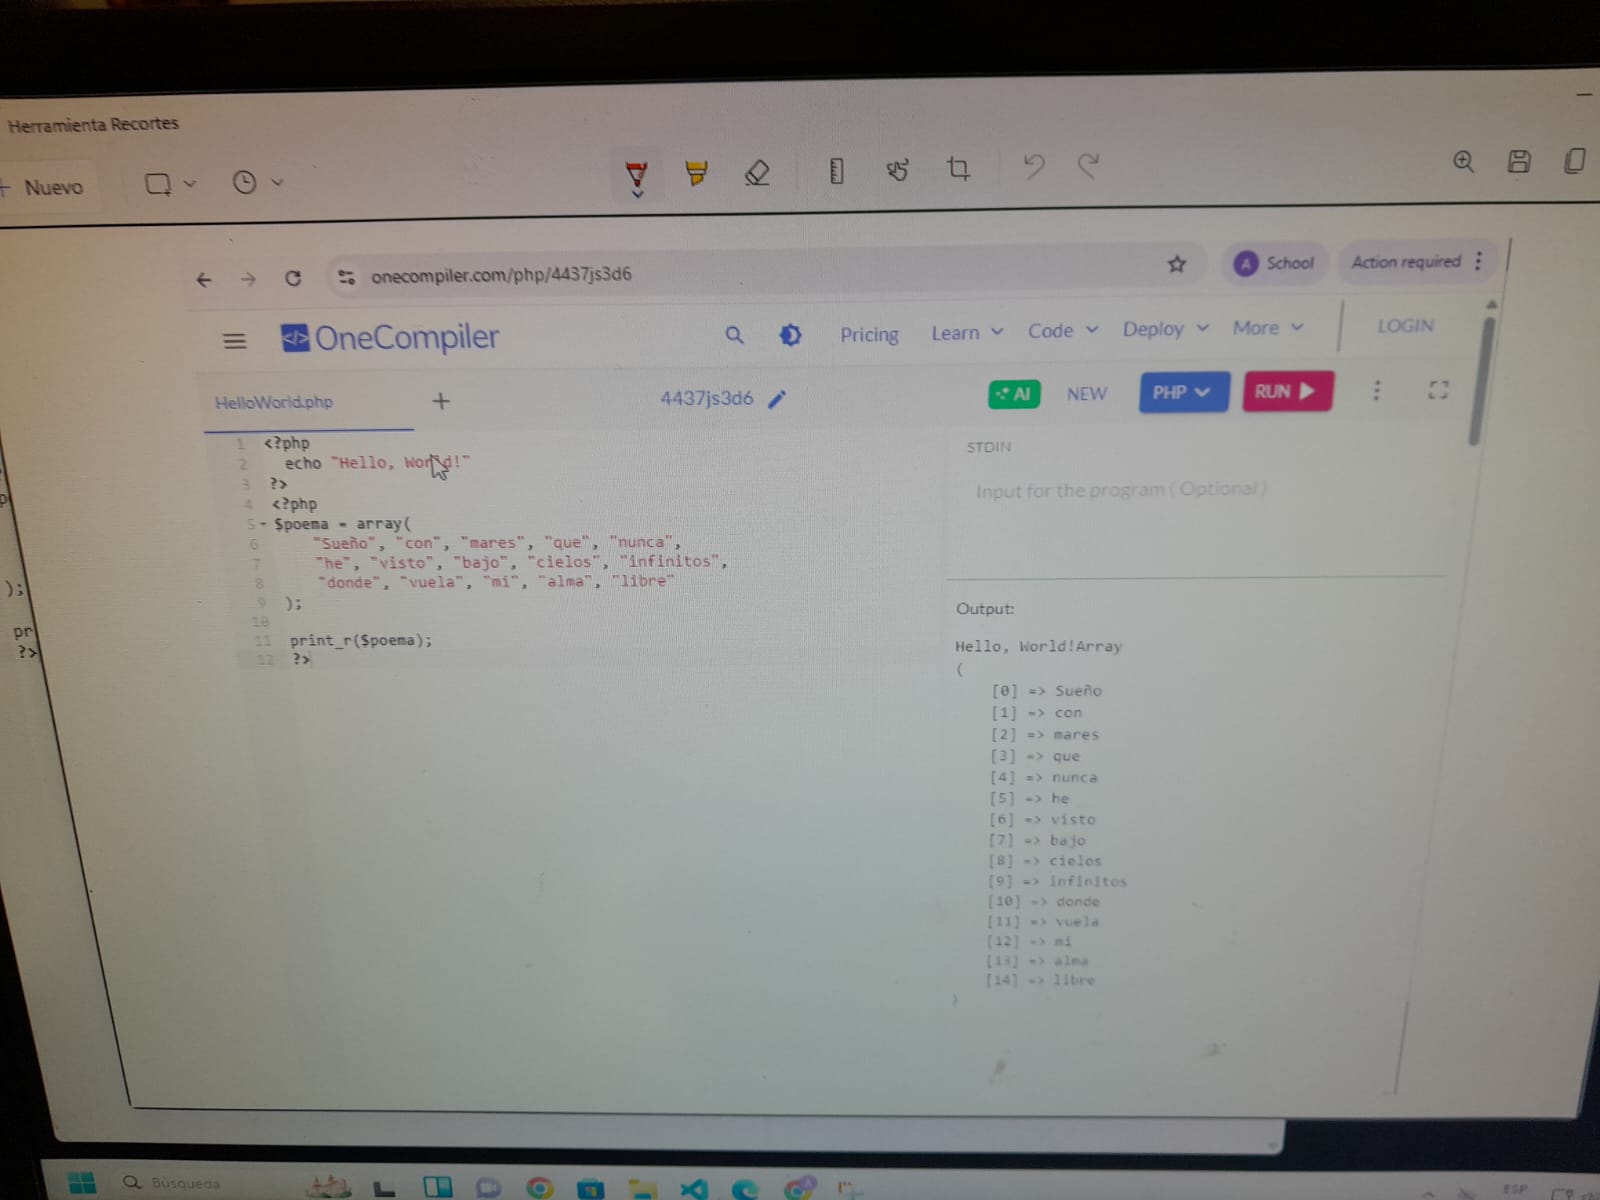 Herramienta Recortes
Nuevo
onecompiler.com/php/4437js3d6
A School
Action required
OneCompiler
Pricing
Learn
Code
Deploy
More
LOGIN
HelloWorld.php
+
4437js3d6
AI
NEW
PHP
RUN
1 <?php
2 echo "Hello, World!"
3 ?>
4 <?php
5 $poema = array(
6 "Sueño", "con", "mares", "que", "nunca",
7 "he", "visto", "bajo", "cielos", "infinitos",
8 "donde", "vuela", "mi", "alma", "libre"
9 );
10
11 print_r($poema);
12 ?>
);
pr
?>
STDIN
Input for the program ( Optional )
Output:
Hello, World!Array
(
[0] => Sueño
[1] => con
[2] => mares
[3] => que
[4] => nunca
[5] => he
[6] => visto
[7] => bajo
[8] => cielos
[9] => infinitos
[10] => donde
[11] => vuela
[12] => mi
[13] => alma
[14] => libre
)
Búsqueda
ESP